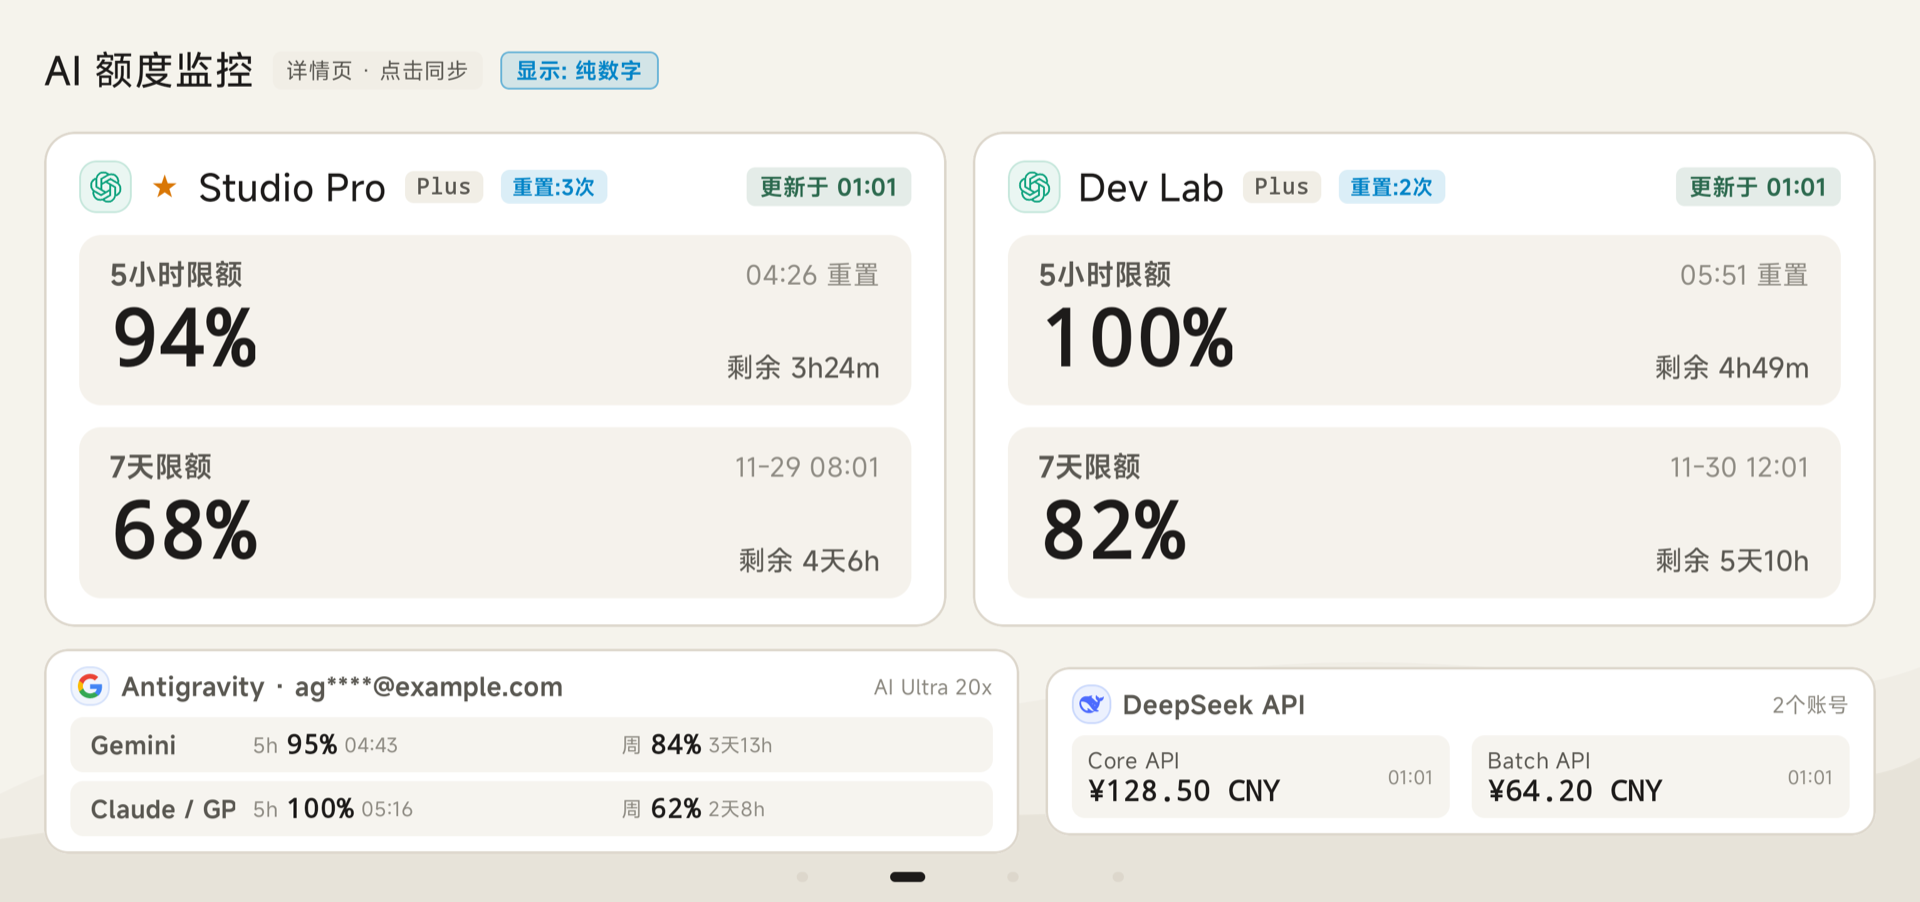 AI 额度监控 详情页 · 点击同步 显示: 纯数字
★ Studio Pro Plus 重置:3次 更新于 01:01
5小时限额 04:26 重置
94%
剩余 3h24m
7天限额 11-29 08:01
68%
剩余 4天6h
Dev Lab Plus 重置:2次 更新于 01:01
5小时限额 05:51 重置
100%
剩余 4h49m
7天限额 11-30 12:01
82%
剩余 5天10h
Antigravity · ag****@example.com AI Ultra 20x
Gemini 5h 95% 04:43 周 84% 3天13h
Claude / GP 5h 100% 05:16 周 62% 2天8h
DeepSeek API 2个账号
Core API
¥128.50 CNY 01:01
Batch API
¥64.20 CNY 01:01